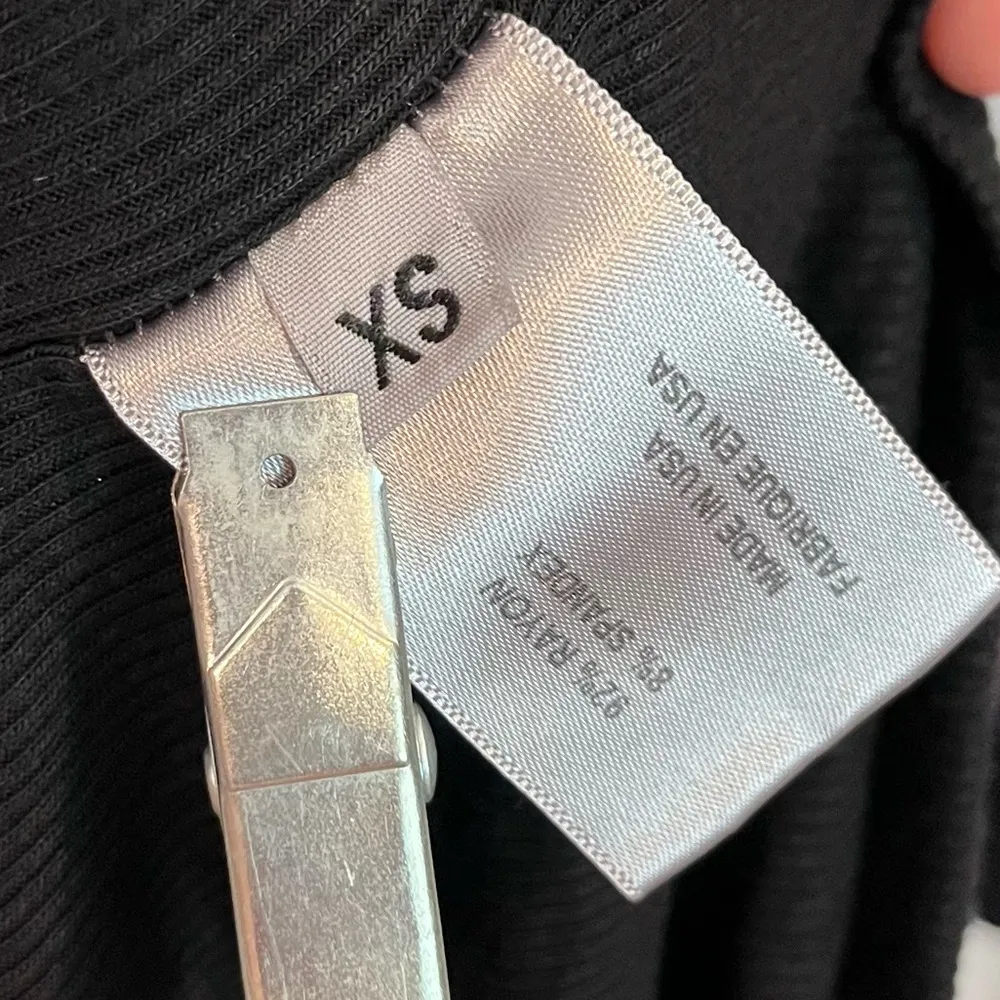 XS
92% RAYON
8% SPANDEX
MADE IN USA
FABRIQUE EN USA